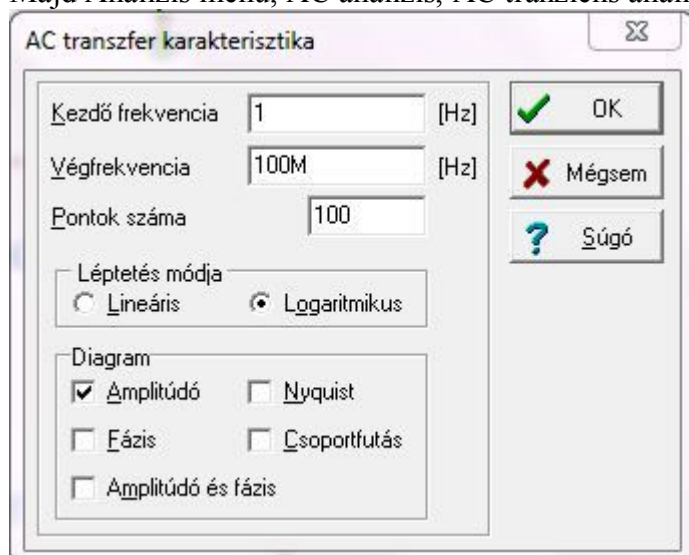 Majd Analízis menü, AC analízis, AC tranziens anal
AC transzfer karakterisztika
Kezdő frekvencia 1 [Hz]
Végfrekvencia 100M [Hz]
Pontok száma 100
Léptetés módja
Lineáris Logaritmikus
Diagram
Amplitúdó Nyquist
Fázis Csoportfutás
Amplitúdó és fázis
OK
Mégsem
Súgó